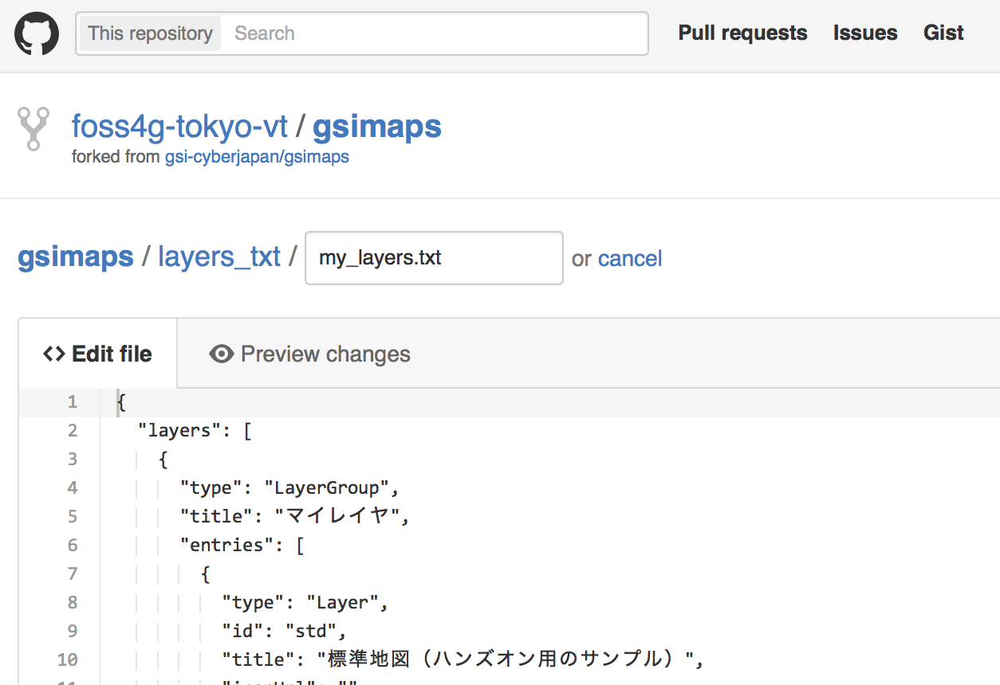 This repository Search Pull requests Issues Gist
foss4g-tokyo-vt / gsimaps
forked from gsi-cyberjapan/gsimaps
gsimaps / layers_txt / my_layers.txt or cancel
<> Edit file Preview changes
1 {
2 "layers": [
3 {
4 "type": "LayerGroup",
5 "title": "マイレイヤ",
6 "entries": [
7 {
8 "type": "Layer",
9 "id": "std",
10 "title": "標準地図（ハンズオン用のサンプル）",